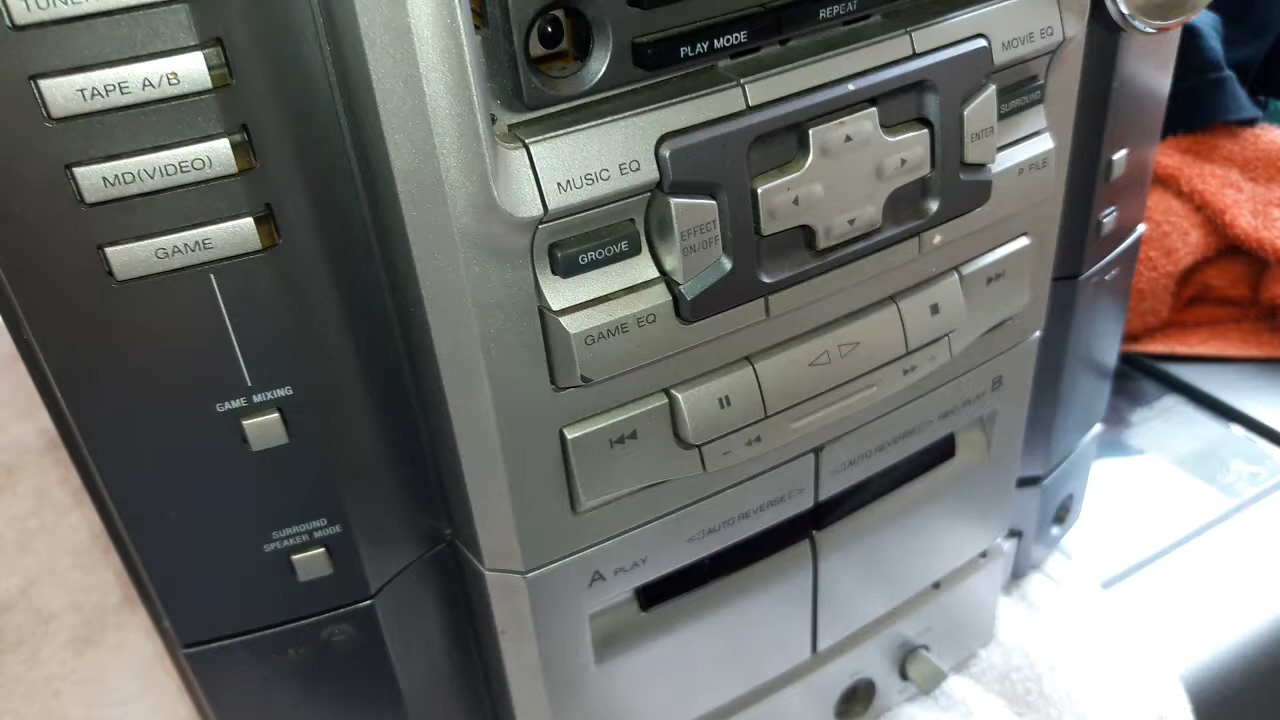 TUNER
TAPE A/B
MD(VIDEO)
GAME
GAME MIXING
SURROUND
SPEAKER MODE
PLAY MODE
REPEAT
MUSIC EQ
MOVIE EQ
SURROUND
ENTER
P FILE
EFFECT
ON/OFF
GROOVE
GAME EQ
AUTO REVERSE
REC/PLAY B
AUTO REVERSE
A PLAY